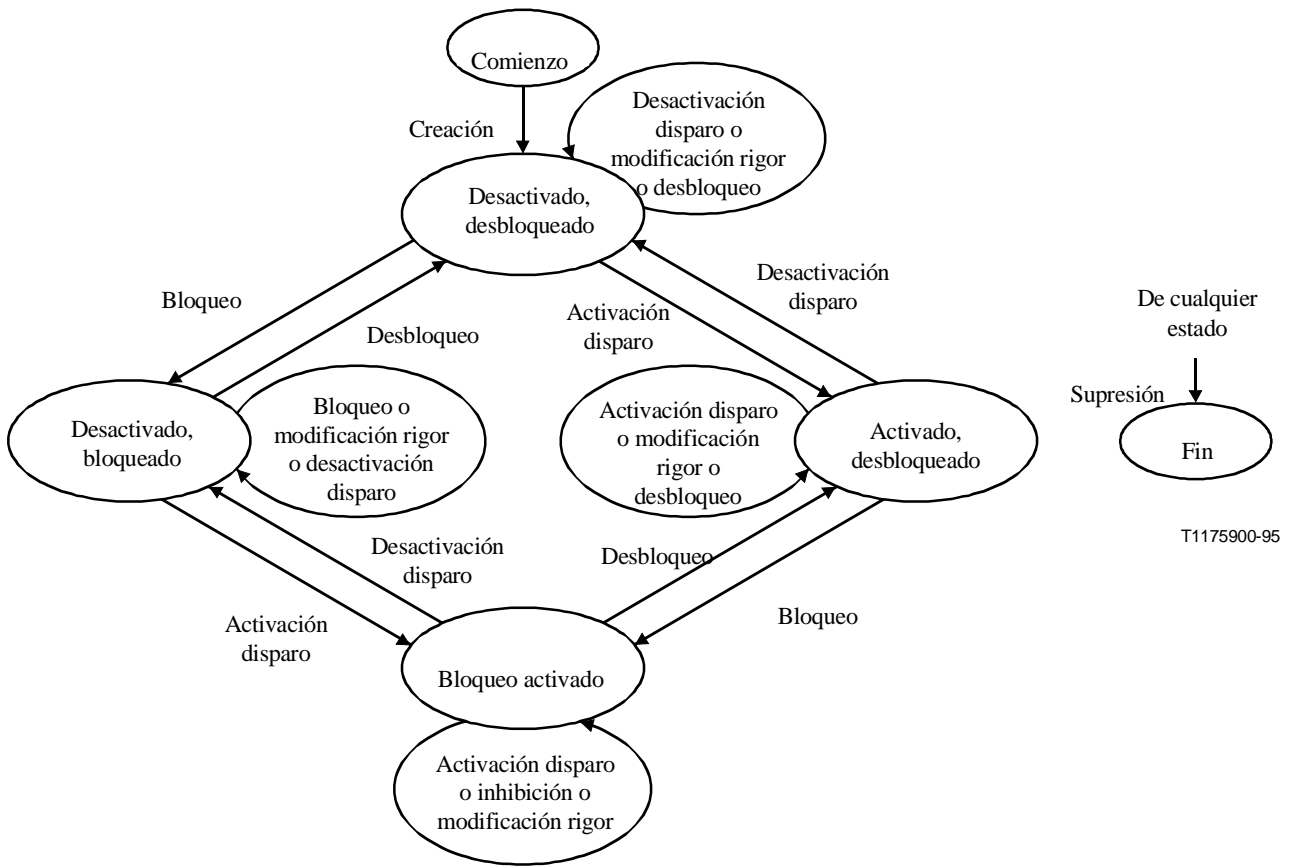 Comienzo
Creación
Desactivación
disparo o
modificación rigor
o desbloqueo
Desactivado,
desbloqueado
Bloqueo
Desbloqueo
Activación
disparo
Desactivación
disparo
De cualquier
estado
Supresión
Fin
Desactivado,
bloqueado
Bloqueo o
modificación rigor
o desactivación
disparo
Activación disparo
o modificación
rigor o
desbloqueo
Activado,
desbloqueado
T1175900-95
Desactivación
disparo
Desbloqueo
Activación
disparo
Bloqueo
Bloqueo activado
Activación disparo
o inhibición o
modificación rigor